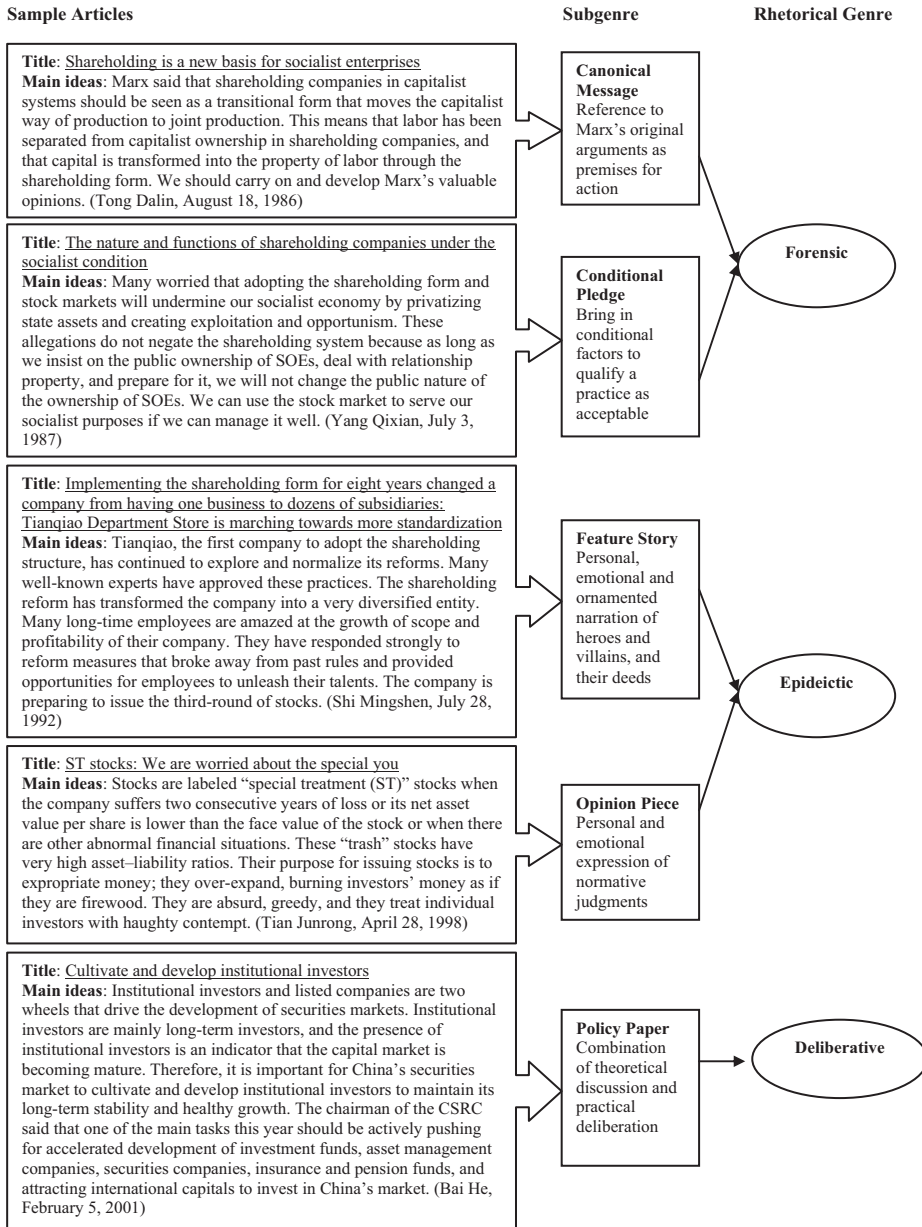 Sample Articles
Subgenre
Rhetorical Genre
Title: Shareholding is a new basis for socialist enterprises
Main ideas: Marx said that shareholding companies in capitalist
systems should be seen as a transitional form that moves the capitalist
way of production to joint production. This means that labor has been
separated from capitalist ownership in shareholding companies, and
that capital is transformed into the property of labor through the
shareholding form. We should carry on and develop Marx's valuable
opinions. (Tong Dalin, August 18, 1986)
Canonical
Message
Reference to
Marx's original
arguments as
premises for
action
Title: The nature and functions of shareholding companies under the
socialist condition
Main ideas: Many worried that adopting the shareholding form and
stock markets will undermine our socialist economy by privatizing
state assets and creating exploitation and opportunism. These
allegations do not negate the shareholding system because as long as
we insist on the public ownership of SOEs, deal with relationship
property, and prepare for it, we will not change the public nature of
the ownership of SOEs. We can use the stock market to serve our
socialist purposes if we can manage it well. (Yang Qixian, July 3,
1987)
Conditional
Pledge
Bring in
conditional
factors to
qualify a
practice as
acceptable
Forensic
Title: Implementing the shareholding form for eight years changed a
company from having one business to dozens of subsidiaries:
Tianqiao Department Store is marching towards more standardization
Main ideas: Tianqiao, the first company to adopt the shareholding
structure, has continued to explore and normalize its reforms. Many
well-known experts have approved these practices. The shareholding
reform has transformed the company into a very diversified entity.
Many long-time employees are amazed at the growth of scope and
profitability of their company. They have responded strongly to
reform measures that broke away from past rules and provided
opportunities for employees to unleash their talents. The company is
preparing to issue the third-round of stocks. (Shi Mingshen, July 28,
1992)
Feature Story
Personal,
emotional and
ornamented
narration of
heroes and
villains, and
their deeds
Title: ST stocks: We are worried about the special you
Main ideas: Stocks are labeled “special treatment (ST)” stocks when
the company suffers two consecutive years of loss or its net asset
value per share is lower than the face value of the stock or when there
are other abnormal financial situations. These “trash” stocks have
very high asset–liability ratios. Their purpose for issuing stocks is to
expropriate money; they over-expand, burning investors' money as if
they are firewood. They are absurd, greedy, and they treat individual
investors with haughty contempt. (Tian Junrong, April 28, 1998)
Opinion Piece
Personal and
emotional
expression of
normative
judgments
Epideictic
Title: Cultivate and develop institutional investors
Main ideas: Institutional investors and listed companies are two
wheels that drive the development of securities markets. Institutional
investors are mainly long-term investors, and the presence of
institutional investors is an indicator that the capital market is
becoming mature. Therefore, it is important for China's securities
market to cultivate and develop institutional investors to maintain its
long-term stability and healthy growth. The chairman of the CSRC
said that one of the main tasks this year should be actively pushing
for accelerated development of investment funds, asset management
companies, securities companies, insurance and pension funds, and
attracting international capitals to invest in China's market. (Bai He,
February 5, 2001)
Policy Paper
Combination
of theoretical
discussion and
practical
deliberation
Deliberative